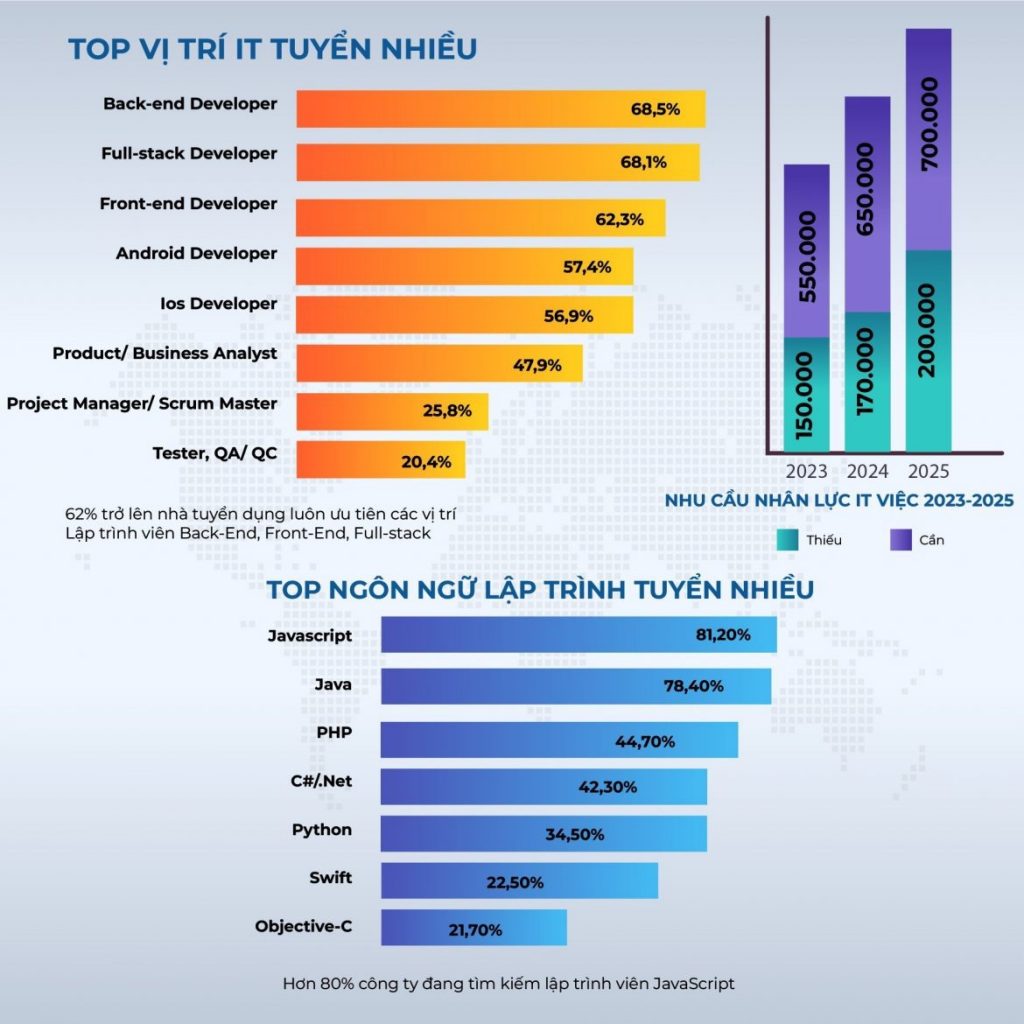 TOP VỊ TRÍ IT TUYỂN NHIỀU
Back-end Developer 68,5%
Full-stack Developer 68,1%
Front-end Developer 62,3%
Android Developer 57,4%
Ios Developer 56,9%
Product/ Business Analyst 47,9%
Project Manager/ Scrum Master 25,8%
Tester, QA/ QC 20,4%
62% trở lên nhà tuyển dụng luôn ưu tiên các vị trí
Lập trình viên Back-End, Front-End, Full-stack
550.000 650.000 700.000
150.000 170.000 200.000
2023 2024 2025
NHU CẦU NHÂN LỰC IT VIỆC 2023-2025
Thiếu Cần
TOP NGÔN NGỮ LẬP TRÌNH TUYỂN NHIỀU
Javascript 81,20%
Java 78,40%
PHP 44,70%
C#/.Net 42,30%
Python 34,50%
Swift 22,50%
Objective-C 21,70%
Hơn 80% công ty đang tìm kiếm lập trình viên JavaScript